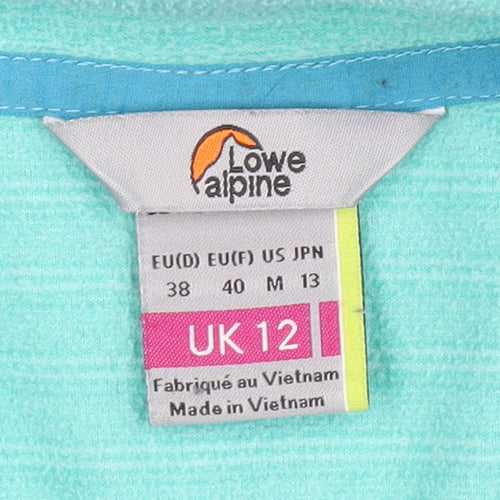 Lowe
alpine
EU(D) EU(F) US JPN
38 40 M 13
UK 12
Fabriqué au Vietnam
Made in Vietnam